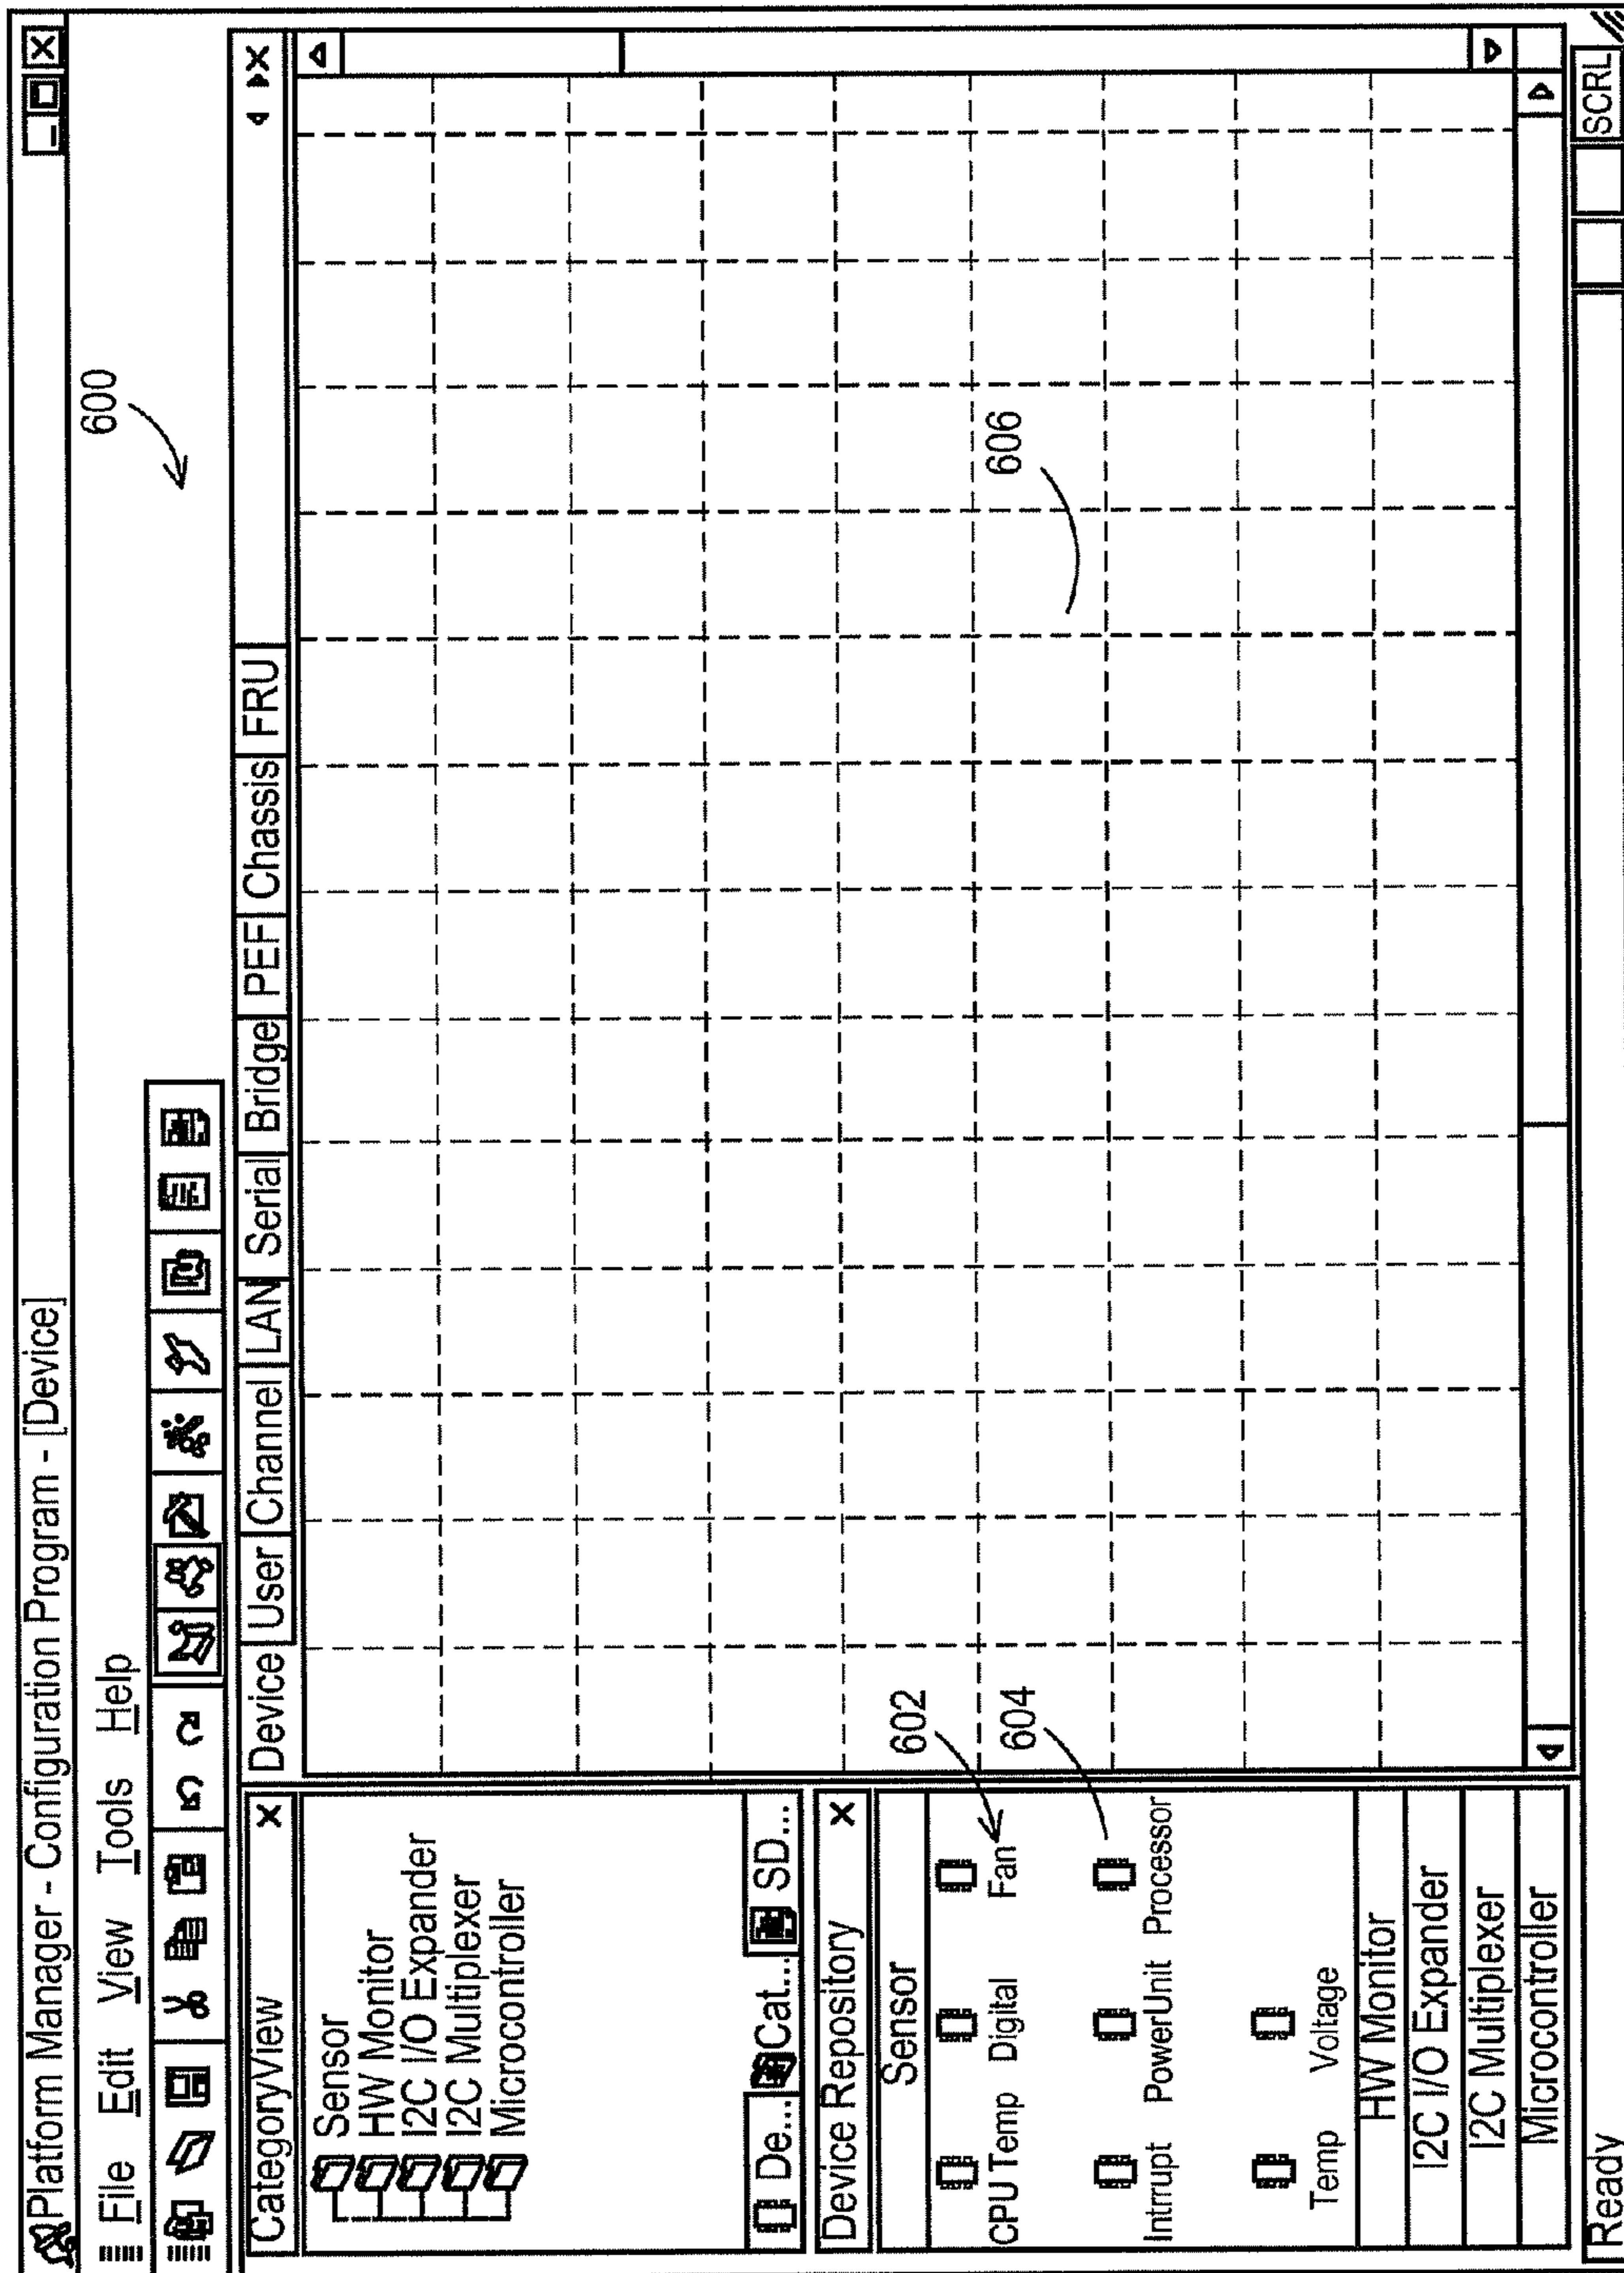 Platform Manager - Configuration Program - [Device]
File Edit View Tools Help
600
CategoryView X
Sensor
HW Monitor
I2C I/O Expander
I2C Multiplexer
Microcontroller
De... Cat... SD...
Device Repository X
Sensor
CPU Temp Digital Fan
602
Intrrupt PowerUnit Processor
604
Temp Voltage
HW Monitor
I2C I/O Expander
I2C Multiplexer
Microcontroller
Device User Channel LAN Serial Bridge PEF Chassis FRU X
606
Ready SCRL